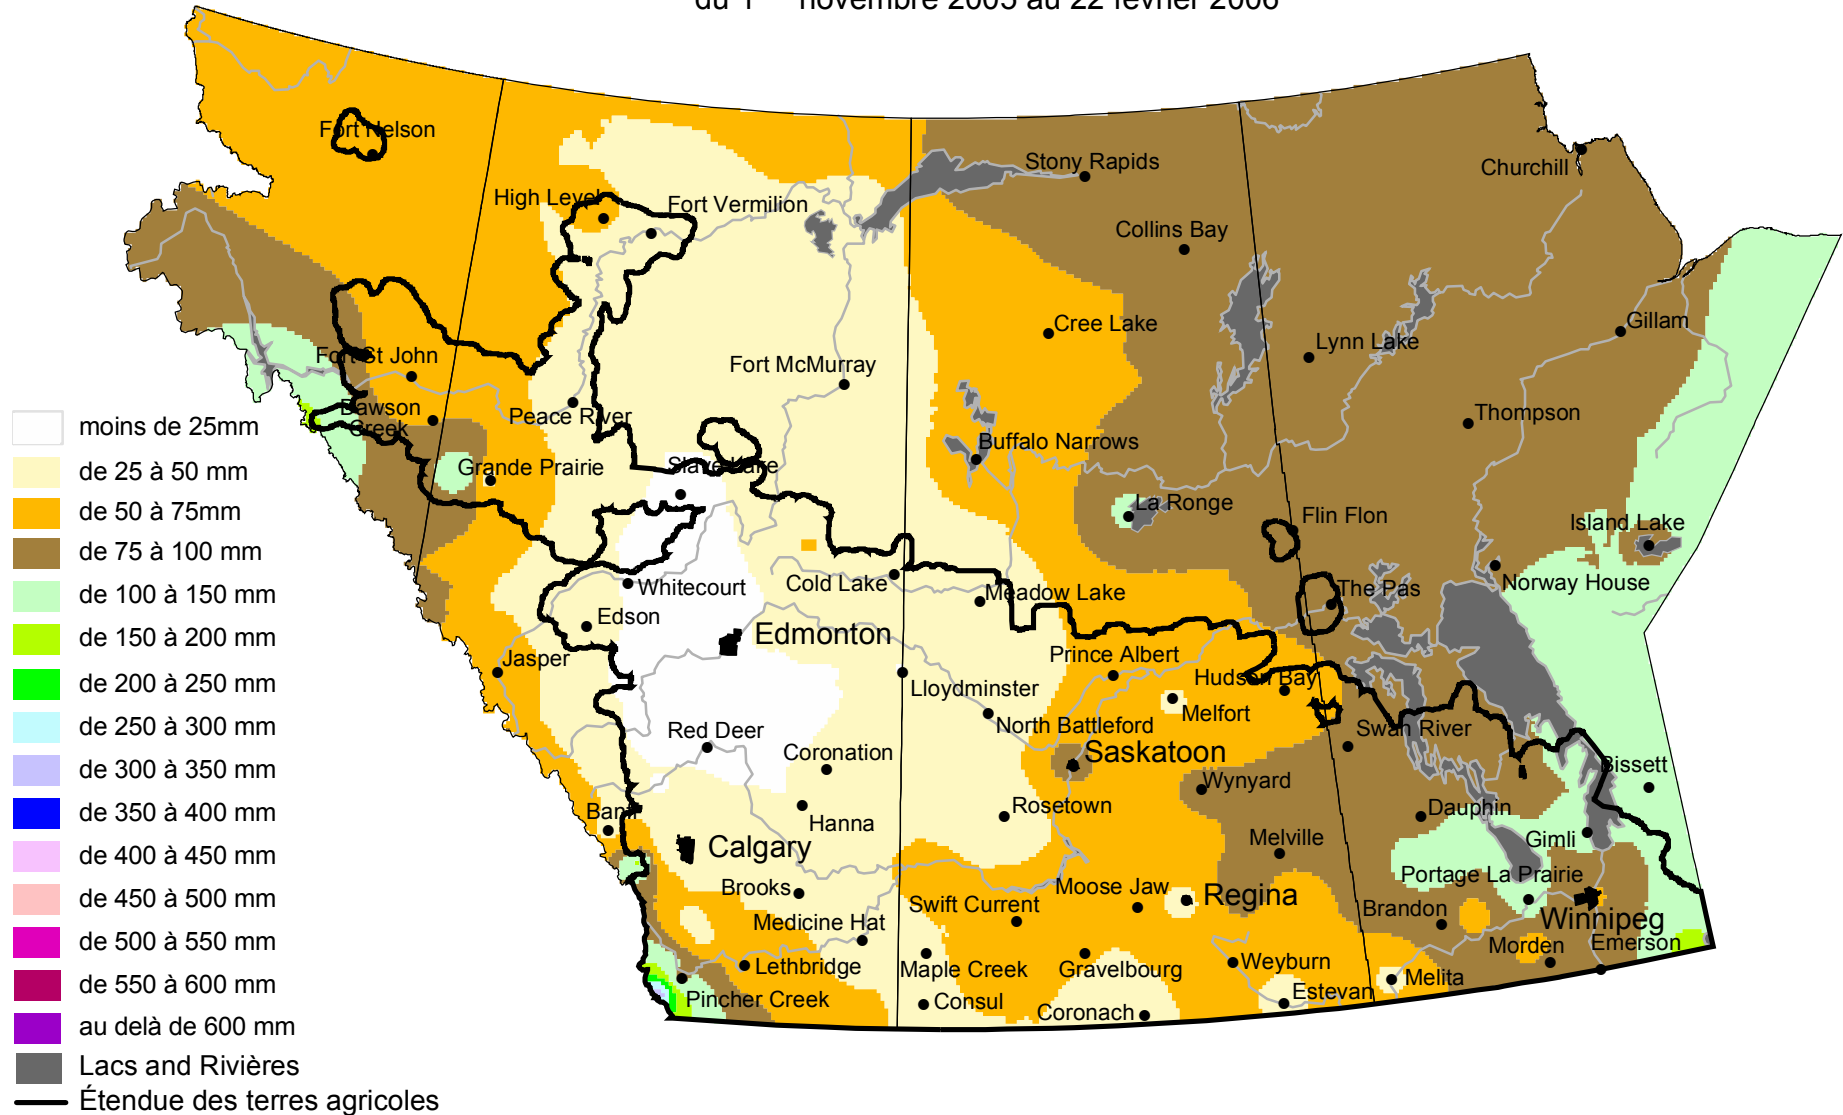 du 1 novembre 2005 au 22 février 2006
Fort Nelson
Stony Rapids
Churchill
High Level
Fort Vermilion
Collins Bay
Gillam
Cree Lake
Lynn Lake
Fort St John
Fort McMurray
Dawson
Creek
Peace River
Thompson
Buffalo Narrows
Grande Prairie
Slave Lake
La Ronge
Flin Flon
Island Lake
Whitecourt
Cold Lake
Meadow Lake
The Pas
Norway House
Edson
Edmonton
Jasper
Prince Albert
Hudson Bay
Lloydminster
Melfort
North Battleford
Red Deer
Coronation
Saskatoon
Swan River
Bissett
Wynyard
Banff
Hanna
Rosetown
Dauphin
Gimli
Calgary
Melville
Portage La Prairie
Brooks
Moose Jaw
Regina
Swift Current
Brandon
Winnipeg
Medicine Hat
Morden
Emerson
Lethbridge
Maple Creek
Gravelbourg
Weyburn
Melita
Pincher Creek
Consul
Coronach
Estevan
moins de 25mm
de 25 à 50 mm
de 50 à 75mm
de 75 à 100 mm
de 100 à 150 mm
de 150 à 200 mm
de 200 à 250 mm
de 250 à 300 mm
de 300 à 350 mm
de 350 à 400 mm
de 400 à 450 mm
de 450 à 500 mm
de 500 à 550 mm
de 550 à 600 mm
au delà de 600 mm
Lacs and Rivières
Étendue des terres agricoles